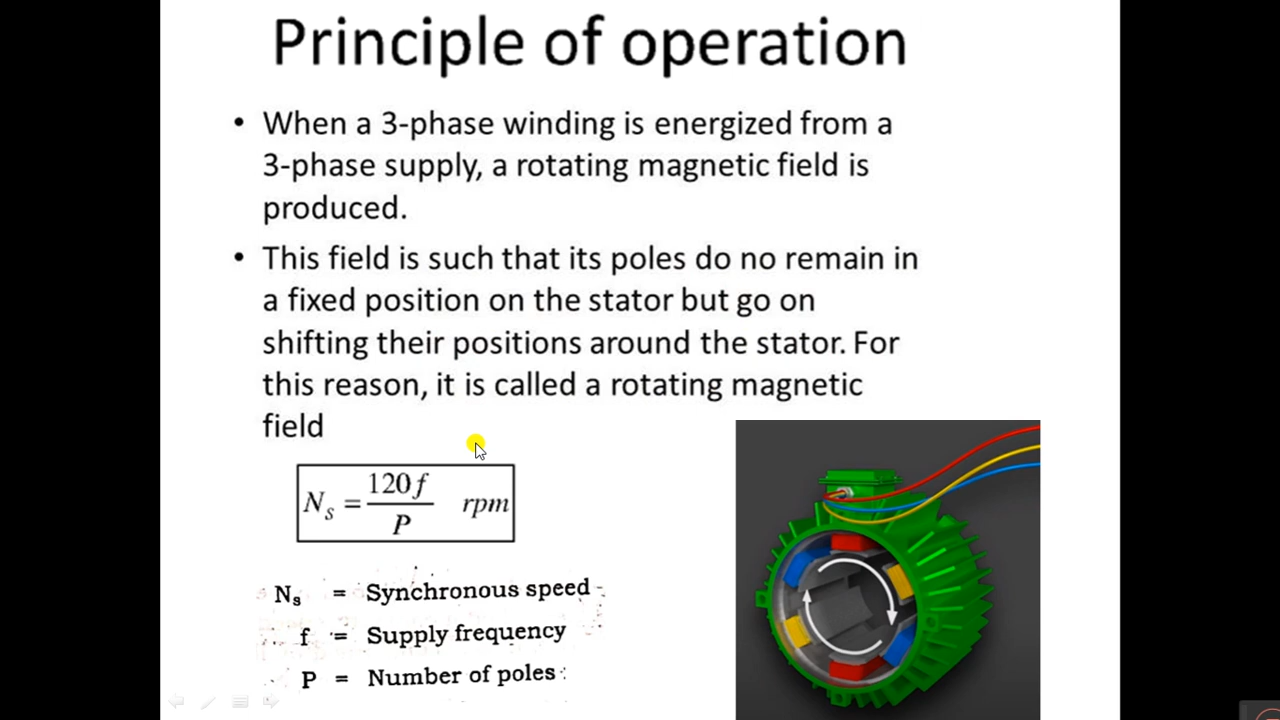 Principle of operation
• When a 3-phase winding is energized from a
3-phase supply, a rotating magnetic field is
produced.
• This field is such that its poles do no remain in
a fixed position on the stator but go on
shifting their positions around the stator. For
this reason, it is called a rotating magnetic
field
N_s = 120f / P rpm
N_s = Synchronous speed
f = Supply frequency
P = Number of poles